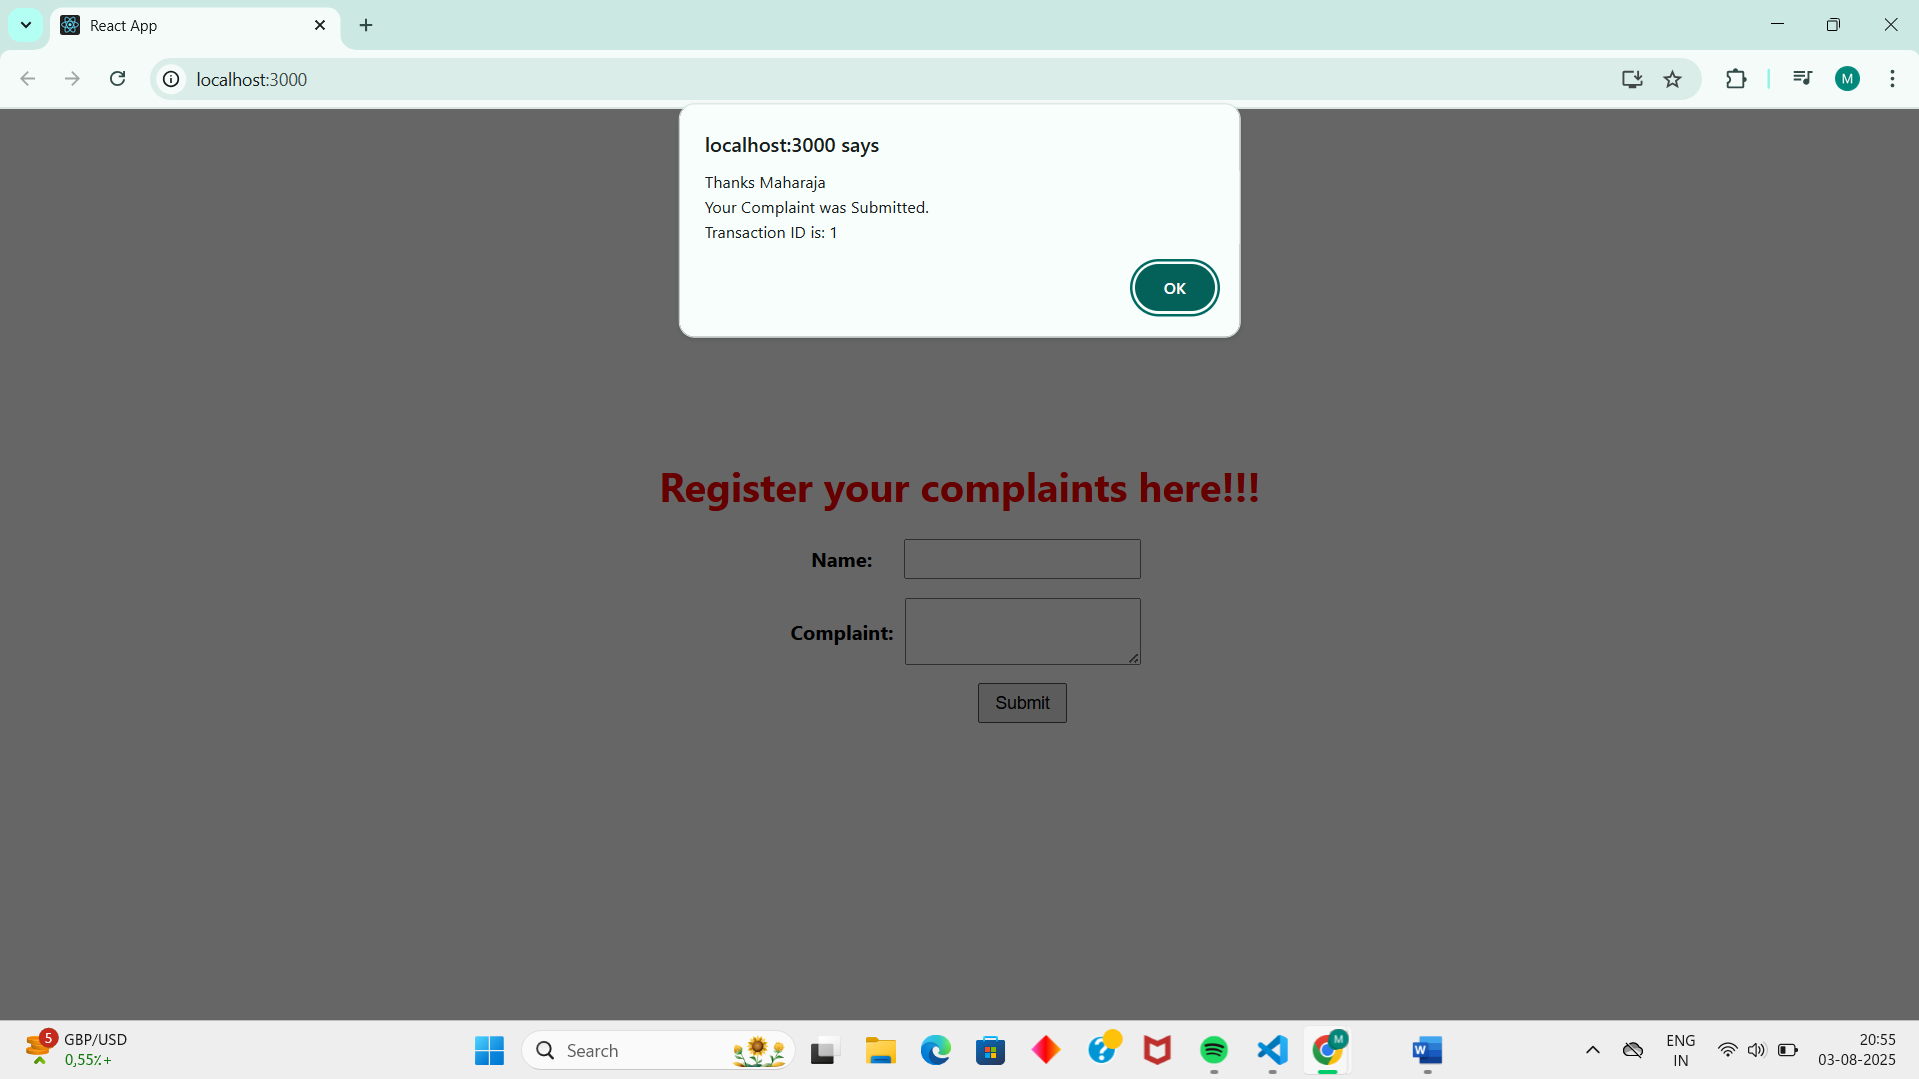 React App
localhost:3000
M
localhost:3000 says
Thanks Maharaja
Your Complaint was Submitted.
Transaction ID is: 1
OK
Register your complaints here!!!
Name:
Complaint:
Submit
5
GBP/USD
0,55% +
Search
M
W
ENG
IN
20:55
03-08-2025